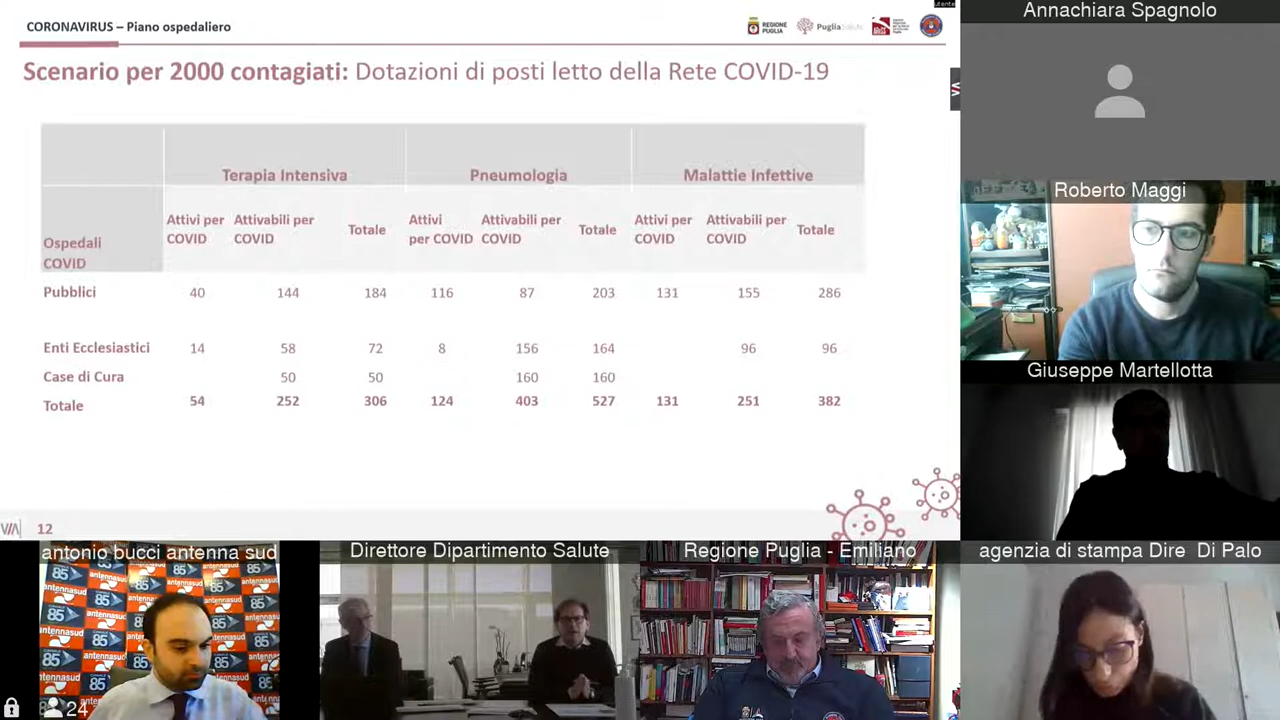 utente
CORONAVIRUS – Piano ospedaliero
REGIONE PUGLIA
PugliaSalute
Scenario per 2000 contagiati: Dotazioni di posti letto della Rete COVID-19
Terapia Intensiva Pneumologia Malattie Infettive
Ospedali COVID
Attivi per COVID Attivabili per COVID Totale Attivi per COVID Attivabili per COVID Totale Attivi per COVID Attivabili per COVID Totale
Pubblici 40 144 184 116 87 203 131 155 286
Enti Ecclesiastici 14 58 72 8 156 164 96 96
Case di Cura 50 50 160 160
Totale 54 252 306 124 403 527 131 251 382
12
Annachiara Spagnolo
Roberto Maggi
Giuseppe Martellotta
antonio bucci antenna sud
Direttore Dipartimento Salute
Regione Puglia - Emiliano
agenzia di stampa Dire Di Palo
85
antennasud
24